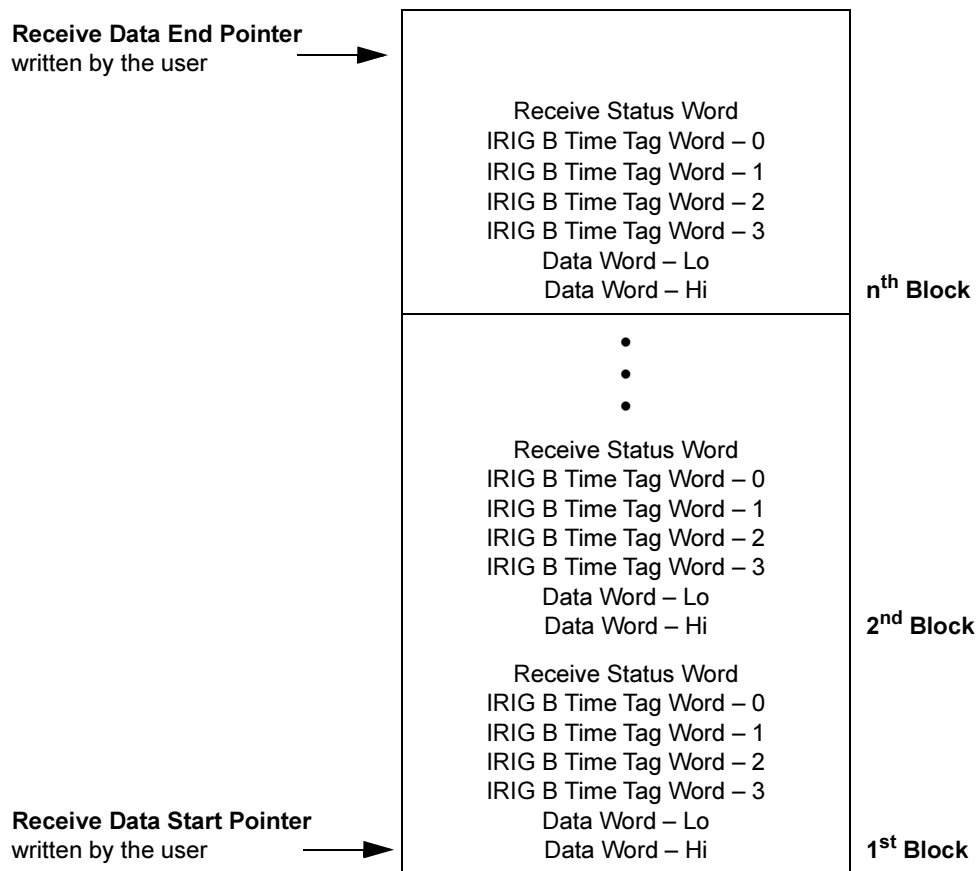 Receive Data End Pointer
written by the user
Receive Status Word
IRIG B Time Tag Word – 0
IRIG B Time Tag Word – 1
IRIG B Time Tag Word – 2
IRIG B Time Tag Word – 3
Data Word – Lo
Data Word – Hi
nth Block
•
•
•
Receive Status Word
IRIG B Time Tag Word – 0
IRIG B Time Tag Word – 1
IRIG B Time Tag Word – 2
IRIG B Time Tag Word – 3
Data Word – Lo
Data Word – Hi
2nd Block
Receive Status Word
IRIG B Time Tag Word – 0
IRIG B Time Tag Word – 1
IRIG B Time Tag Word – 2
IRIG B Time Tag Word – 3
Data Word – Lo
Data Word – Hi
Receive Data Start Pointer
written by the user
1st Block